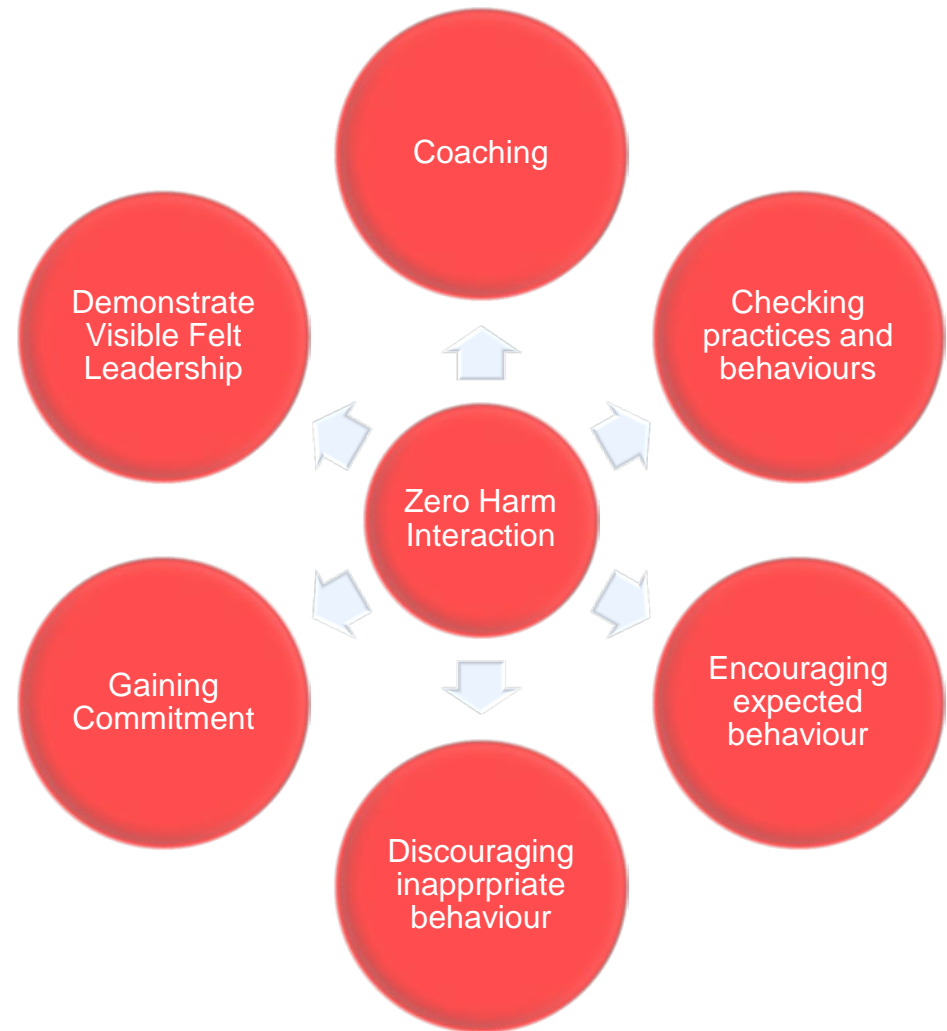 Coaching
Demonstrate
Visible Felt
Leadership
Checking
practices and
behaviours
Zero Harm
Interaction
Gaining
Commitment
Encouraging
expected
behaviour
Discouraging
inapprpriate
behaviour